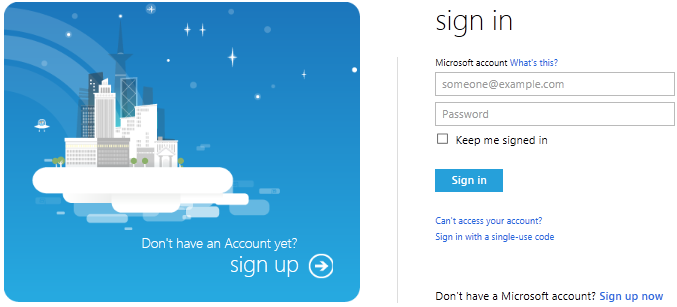 Don't have an Account yet?
sign up
sign in
Microsoft account What's this?
someone@example.com
Password
Keep me signed in
Sign in
Can't access your account?
Sign in with a single-use code
Don't have a Microsoft account? Sign up now